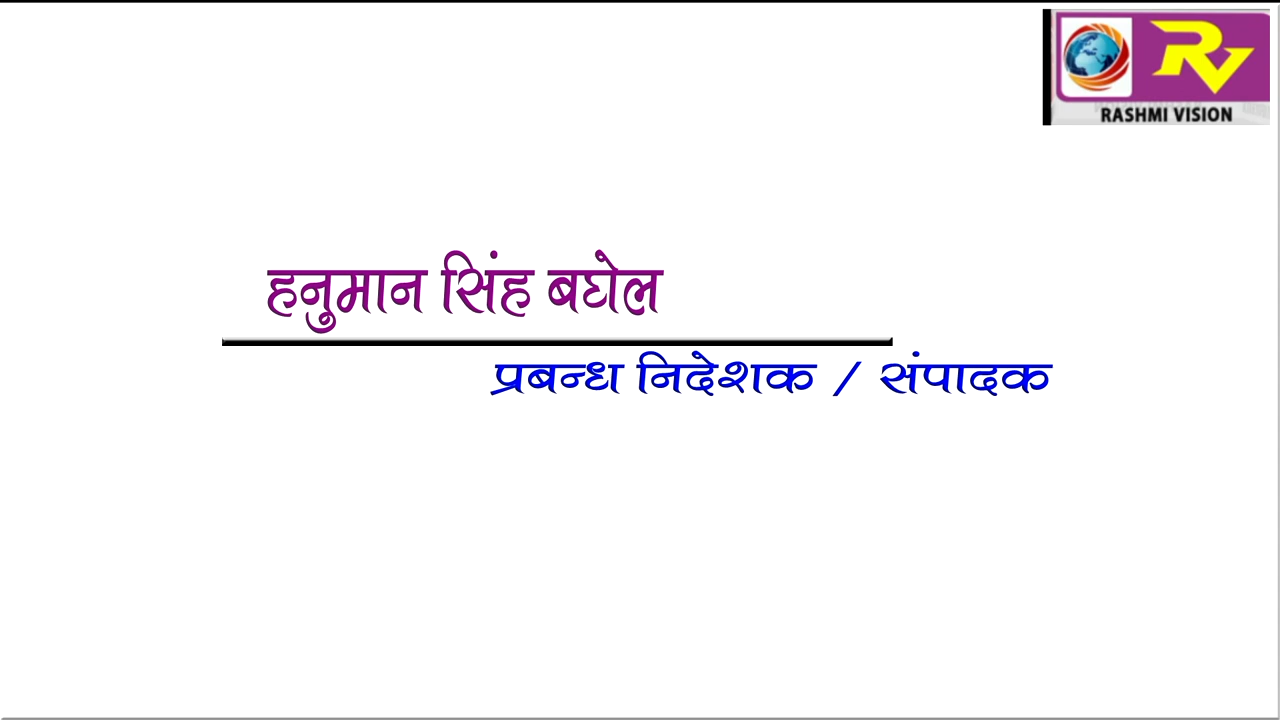 RV
RASHMI VISION
हनुमान सिंह बघेल
प्रबन्ध निदेशक / संपादक